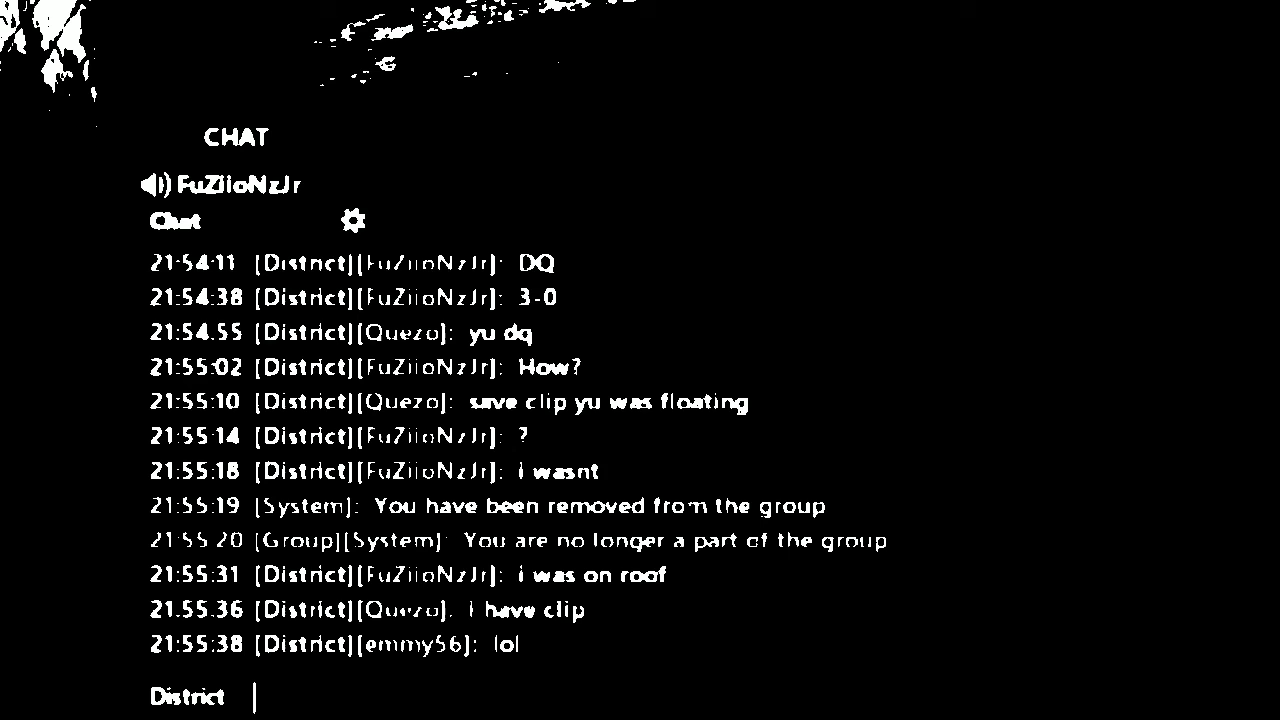 CHAT
FuZiioNzJr
Chat
21:54:11 [District][FuZiioNzJr]: DQ
21:54:38 [District][FuZiioNzJr]: 3-0
21:54:55 [District][Quezo]: yu dq
21:55:02 [District][FuZiioNzJr]: How?
21:55:10 [District][Quezo]: save clip yu was floating
21:55:14 [District][FuZiioNzJr]: ?
21:55:18 [District][FuZiioNzJr]: i wasnt
21:55:19 [System]: You have been removed from the group
21:55:20 [Group][System]: You are no longer a part of the group
21:55:31 [District][FuZiioNzJr]: i was on roof
21:55:36 [District][Quezo]: i have clip
21:55:38 [District][emmy56]: lol
District